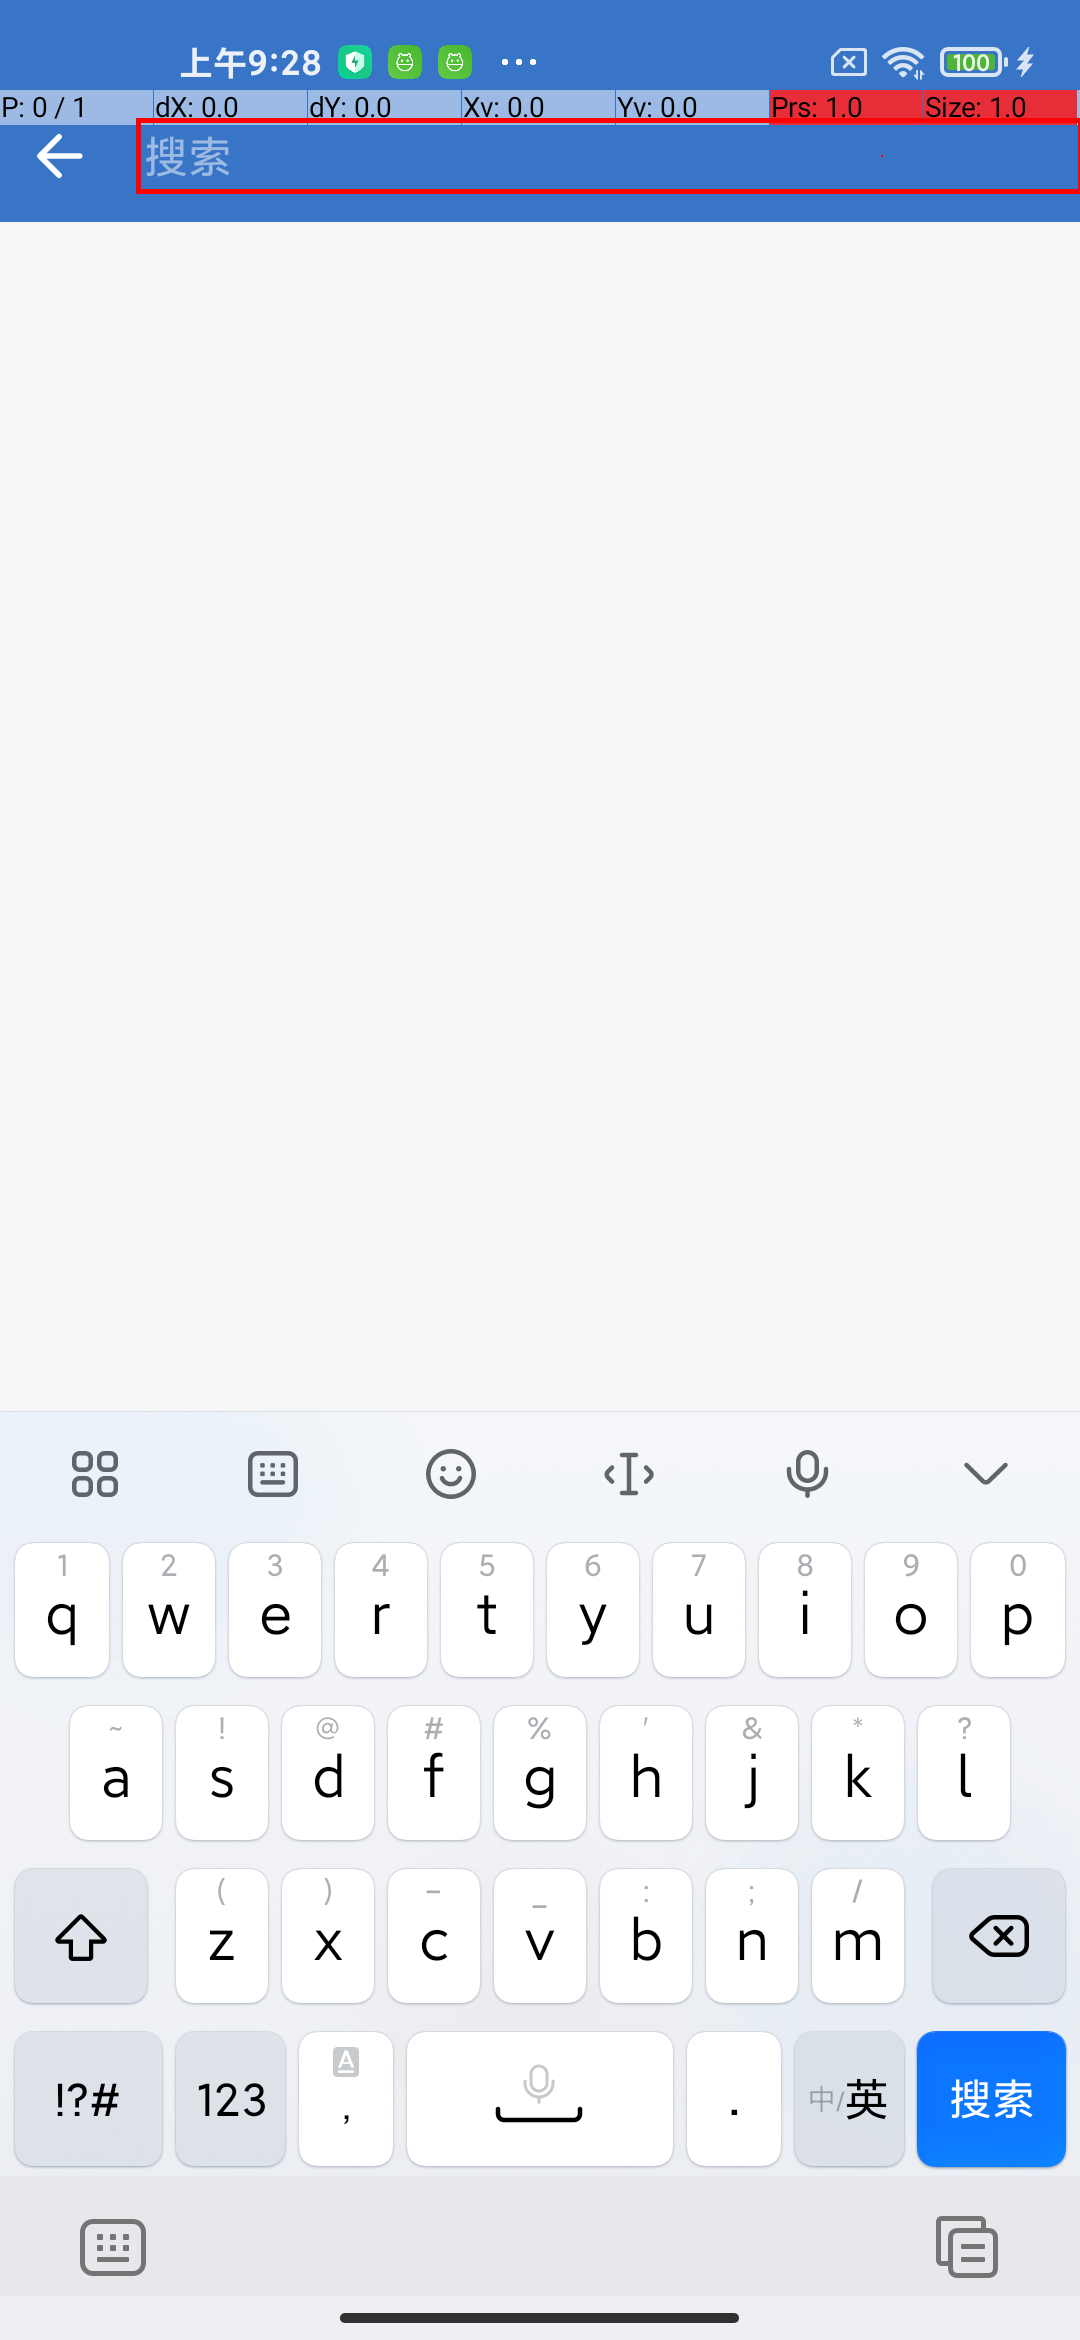 上午9:28 ··· 100
P: 0 / 1 dX: 0.0 dY: 0.0 Xv: 0.0 Yv: 0.0 Prs: 1.0 Size: 1.0
搜索
1 2 3 4 5 6 7 8 9 0
q w e r t y u i o p
~ ! @ # % ' & * ?
a s d f g h j k l
( ) – _ : ; /
z x c v b n m
!?# 123 A , . 中/英 搜索